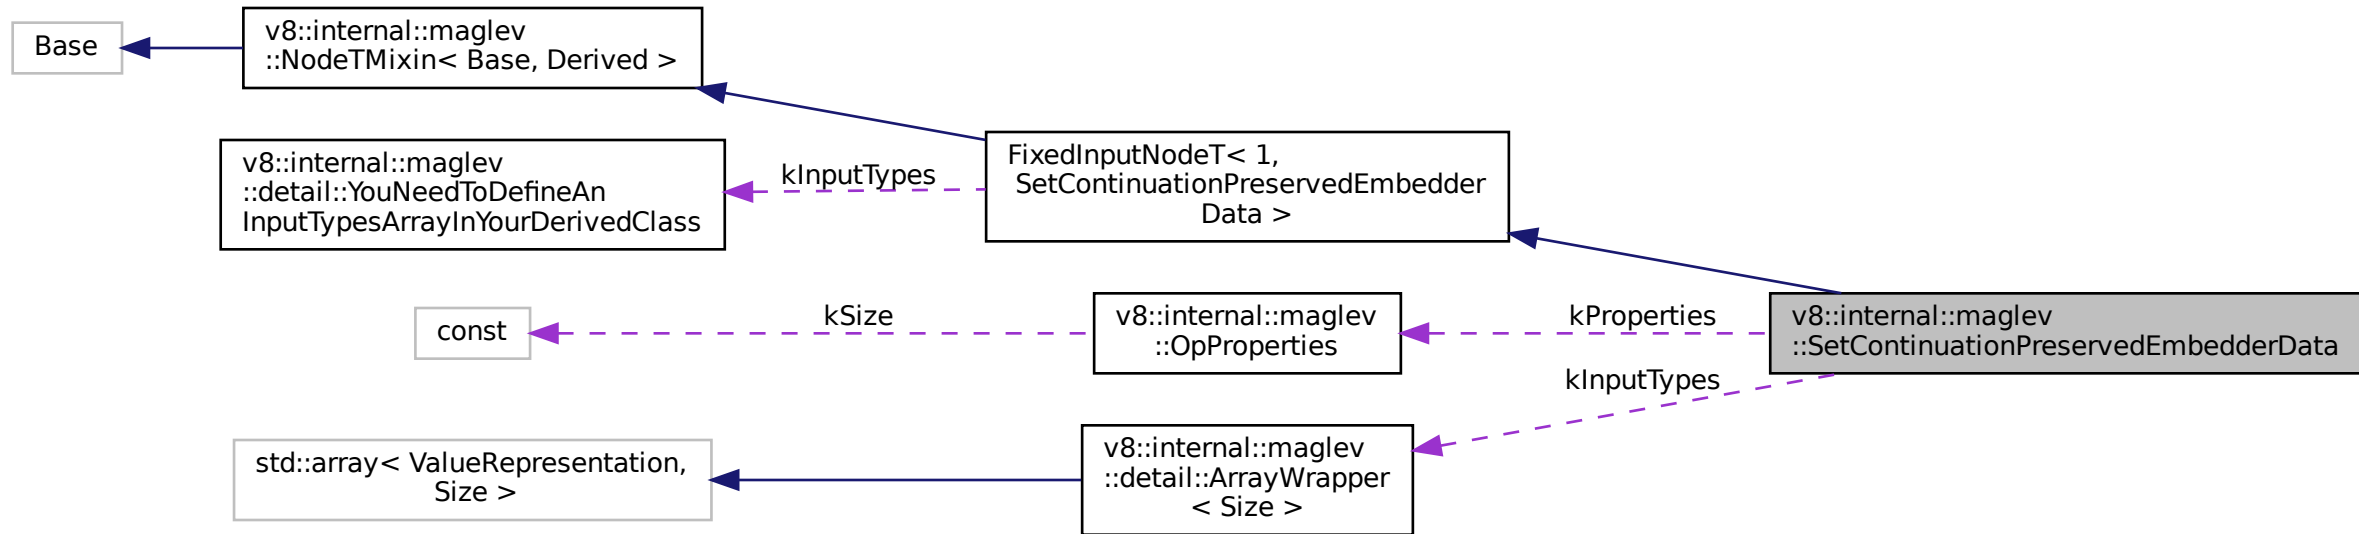 Base
v8::internal::maglev
::NodeTMixin< Base, Derived >
v8::internal::maglev
::detail::YouNeedToDefineAn
InputTypesArrayInYourDerivedClass
kInputTypes
FixedInputNodeT< 1,
SetContinuationPreservedEmbedder
Data >
const
kSize
v8::internal::maglev
::OpProperties
kProperties
v8::internal::maglev
::SetContinuationPreservedEmbedderData
kInputTypes
std::array< ValueRepresentation,
Size >
v8::internal::maglev
::detail::ArrayWrapper
< Size >